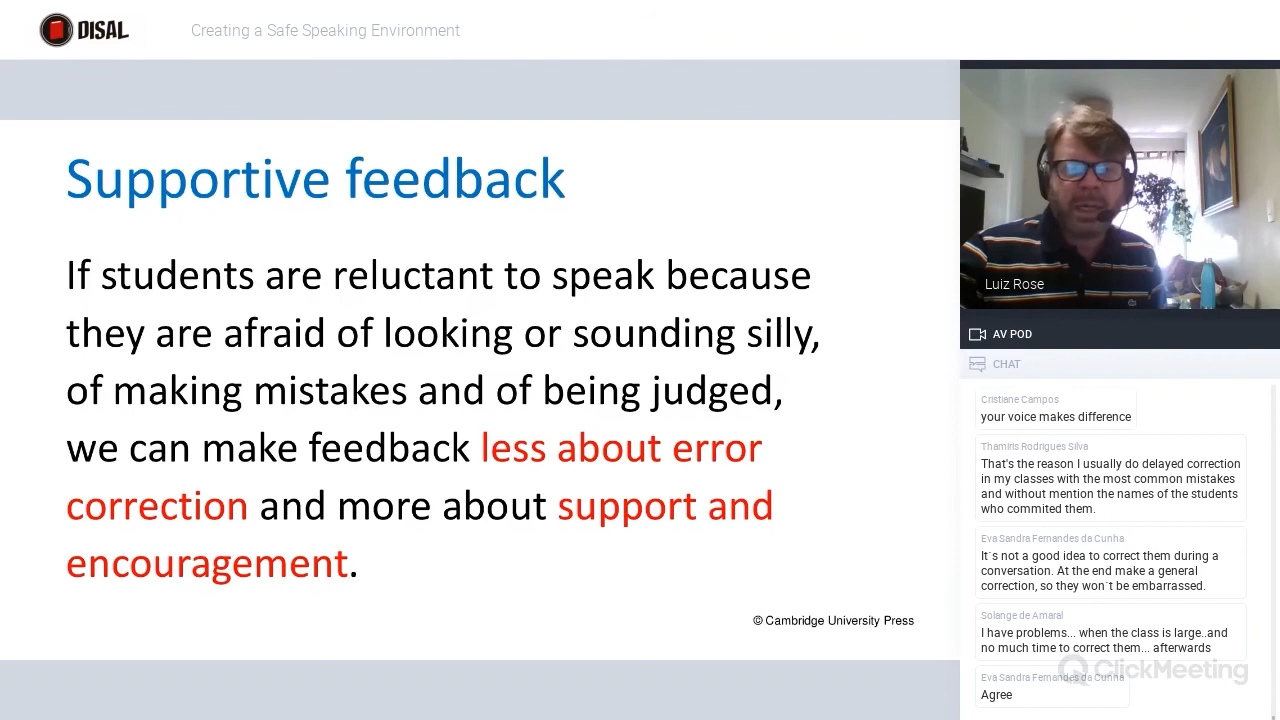 DISAL
Creating a Safe Speaking Environment
Supportive feedback
If students are reluctant to speak because
they are afraid of looking or sounding silly,
of making mistakes and of being judged,
we can make feedback less about error
correction and more about support and
encouragement.
© Cambridge University Press
Luiz Rose
AV POD
CHAT
Cristiane Campos
your voice makes difference
Thamiris Rodrigues Silva
That's the reason I usually do delayed correction
in my classes with the most common mistakes
and without mention the names of the students
who commited them.
Eva Sandra Fernandes da Cunha
It´s not a good idea to correct them during a
conversation. At the end make a general
correction, so they won´t be embarrassed.
Solange de Amaral
I have problems... when the class is large..and
no much time to correct them... afterwards
Eva Sandra Fernandes da Cunha
Agree
ClickMeeting